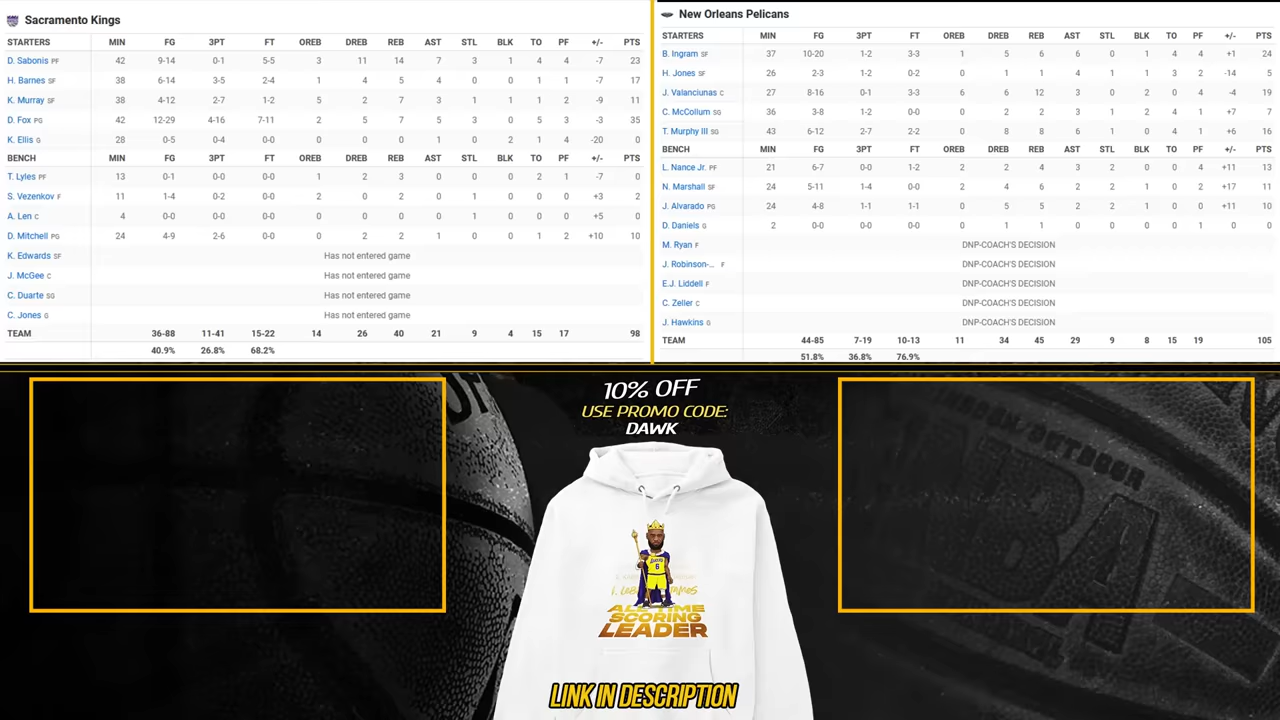 Sacramento Kings
STARTERS MIN FG 3PT FT OREB DREB REB AST STL BLK TO PF +/- PTS
D. Sabonis PF 42 9-14 0-1 5-5 3 11 14 7 3 1 4 4 -7 23
H. Barnes SF 38 6-14 3-5 2-4 1 4 5 4 0 0 1 1 -7 17
K. Murray SF 38 4-12 2-7 1-2 5 2 7 3 1 1 1 2 -9 11
D. Fox PG 42 12-29 4-16 7-11 2 5 7 5 3 0 5 3 -3 35
K. Ellis G 28 0-5 0-4 0-0 0 0 0 1 0 2 1 4 -20 0
BENCH MIN FG 3PT FT OREB DREB REB AST STL BLK TO PF +/- PTS
T. Lyles PF 13 0-1 0-0 0-0 1 2 3 0 0 0 2 1 -7 0
S. Vezenkov F 11 1-4 0-2 0-0 2 0 2 0 1 0 0 0 +3 2
A. Len C 4 0-0 0-0 0-0 0 0 0 0 1 0 0 0 +5 0
D. Mitchell PG 24 4-9 2-6 0-0 0 2 2 1 0 0 1 2 +10 10
K. Edwards SF Has not entered game
J. McGee C Has not entered game
C. Duarte SG Has not entered game
C. Jones G Has not entered game
TEAM 36-88 11-41 15-22 14 26 40 21 9 4 15 17 98
40.9% 26.8% 68.2%
New Orleans Pelicans
STARTERS MIN FG 3PT FT OREB DREB REB AST STL BLK TO PF +/- PTS
B. Ingram SF 37 10-20 1-2 3-3 1 5 6 6 0 1 4 4 +1 24
H. Jones SF 26 2-3 1-2 0-2 0 1 1 4 1 1 3 2 -14 5
J. Valanciunas C 27 8-16 0-1 3-3 6 6 12 3 0 2 0 4 -4 19
C. McCollum SG 36 3-8 1-2 0-0 0 2 2 3 1 2 4 1 +7 7
T. Murphy III SG 43 6-12 2-7 2-2 0 8 8 6 1 0 4 1 +6 16
BENCH MIN FG 3PT FT OREB DREB REB AST STL BLK TO PF +/- PTS
L. Nance Jr. PF 21 6-7 0-0 1-2 2 2 4 3 2 0 0 4 +11 13
N. Marshall SF 24 5-11 1-4 0-0 2 4 6 2 2 1 0 2 +17 11
J. Alvarado PG 24 4-8 1-1 1-1 0 5 5 2 2 1 0 0 +11 10
D. Daniels G 2 0-0 0-0 0-0 0 1 1 0 0 0 0 1 0 0
M. Ryan F DNP-COACH'S DECISION
J. Robinson-... F DNP-COACH'S DECISION
E.J. Liddell F DNP-COACH'S DECISION
C. Zeller C DNP-COACH'S DECISION
J. Hawkins G DNP-COACH'S DECISION
TEAM 44-85 7-19 10-13 11 34 45 29 9 8 15 19 105
51.8% 36.8% 76.9%
10% OFF
USE PROMO CODE:
DAWK
ALL TIME
SCORING
LEADER
LINK IN DESCRIPTION